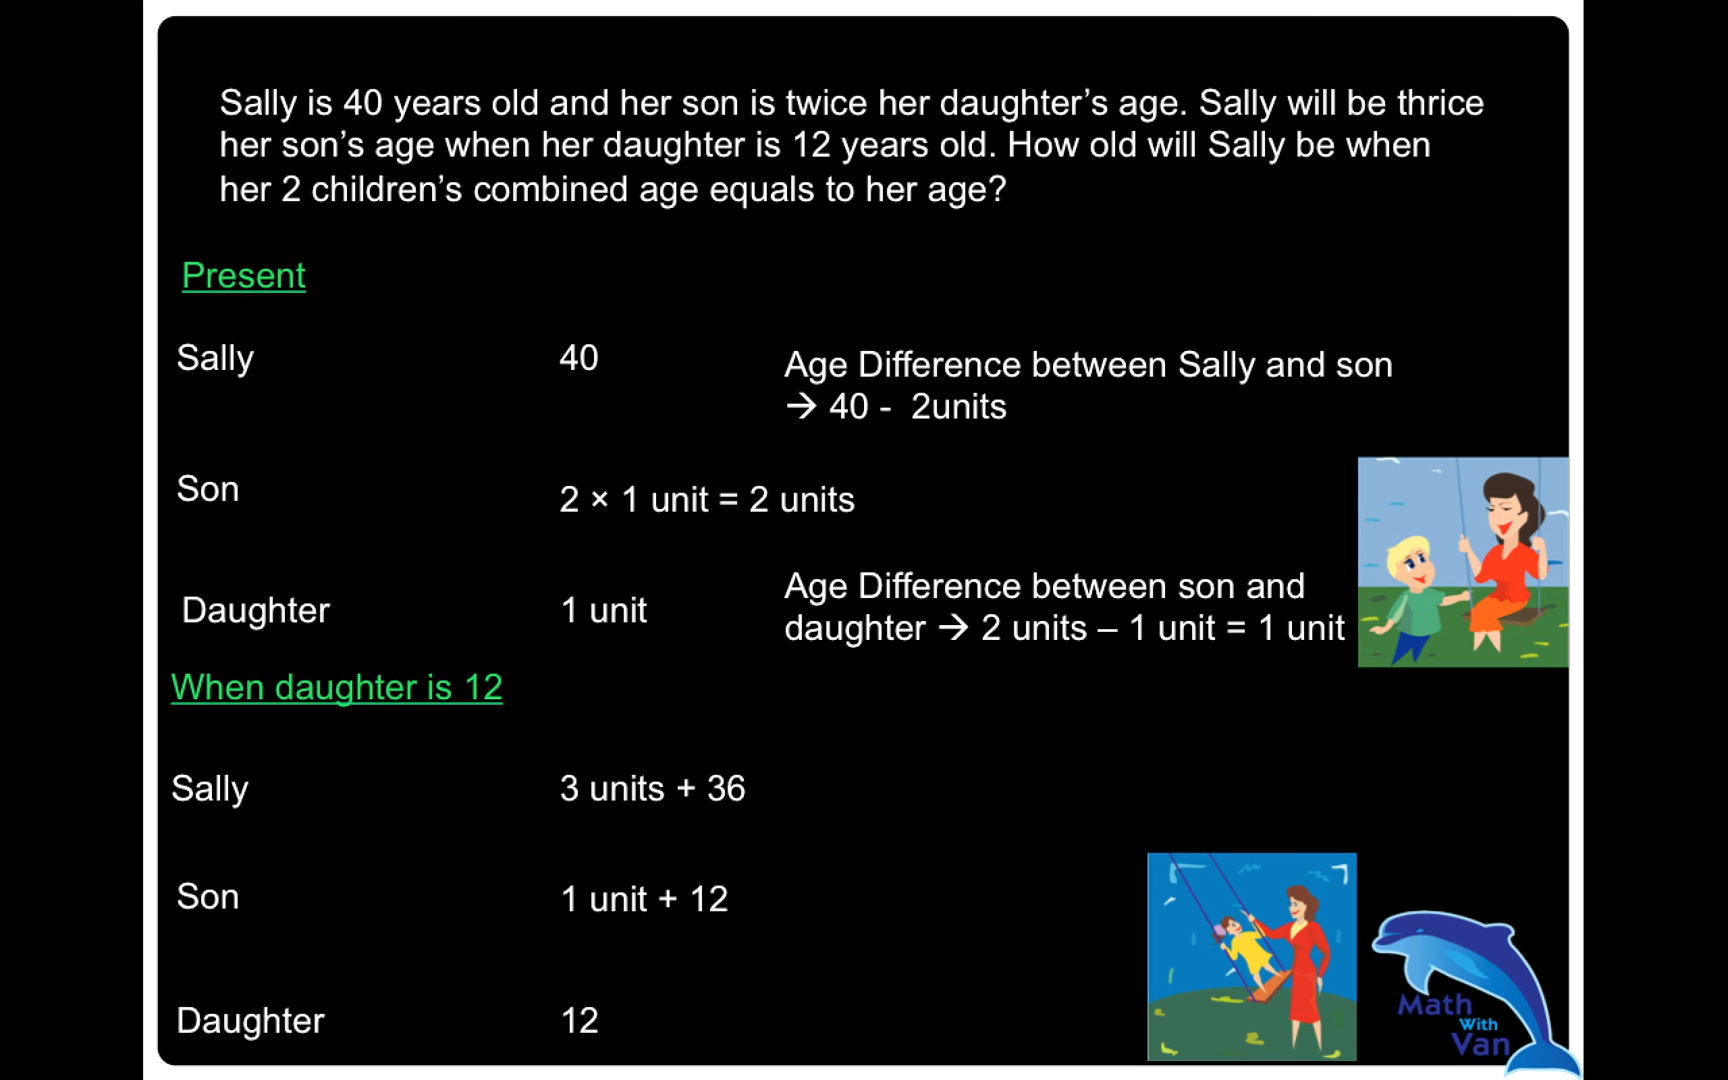 Sally is 40 years old and her son is twice her daughter’s age. Sally will be thrice
her son’s age when her daughter is 12 years old. How old will Sally be when
her 2 children’s combined age equals to her age?
Present
Sally 40 Age Difference between Sally and son
→ 40 - 2units
Son 2 × 1 unit = 2 units
Daughter 1 unit Age Difference between son and
daughter → 2 units – 1 unit = 1 unit
When daughter is 12
Sally 3 units + 36
Son 1 unit + 12
Daughter 12
Math
With
Van